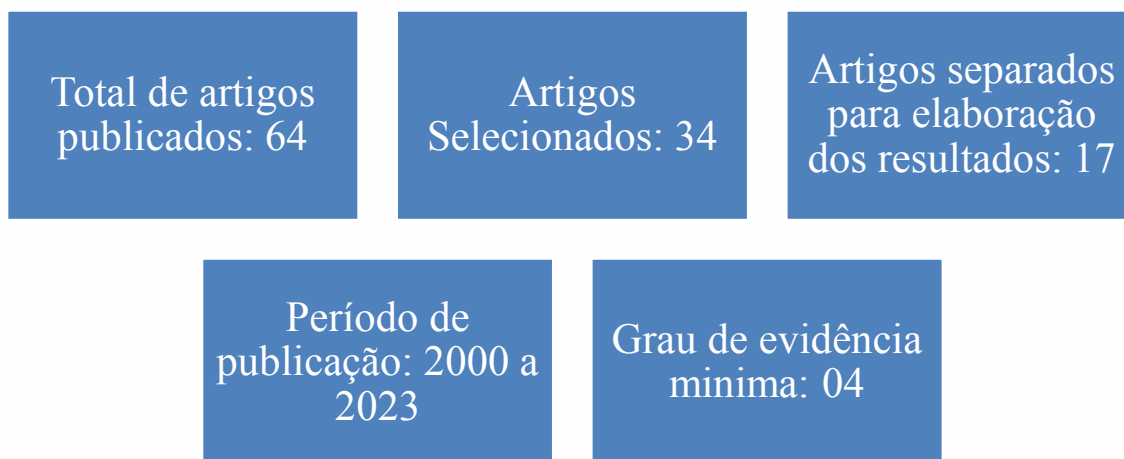 Total de artigos
publicados: 64
Artigos
Selecionados: 34
Artigos separados
para elaboração
dos resultados: 17
Período de
publicação: 2000 a
2023
Grau de evidência
minima: 04